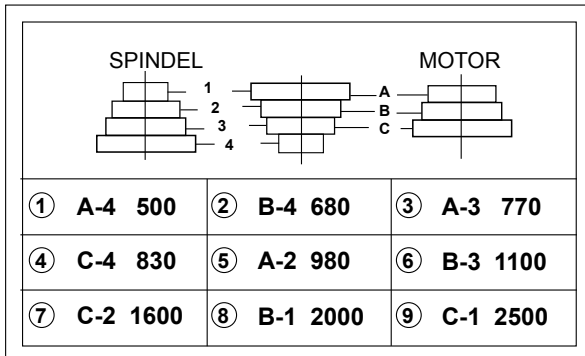 SPINDEL MOTOR
1 A
2 B
3 C
4
① A-4 500 ② B-4 680 ③ A-3 770
④ C-4 830 ⑤ A-2 980 ⑥ B-3 1100
⑦ C-2 1600 ⑧ B-1 2000 ⑨ C-1 2500